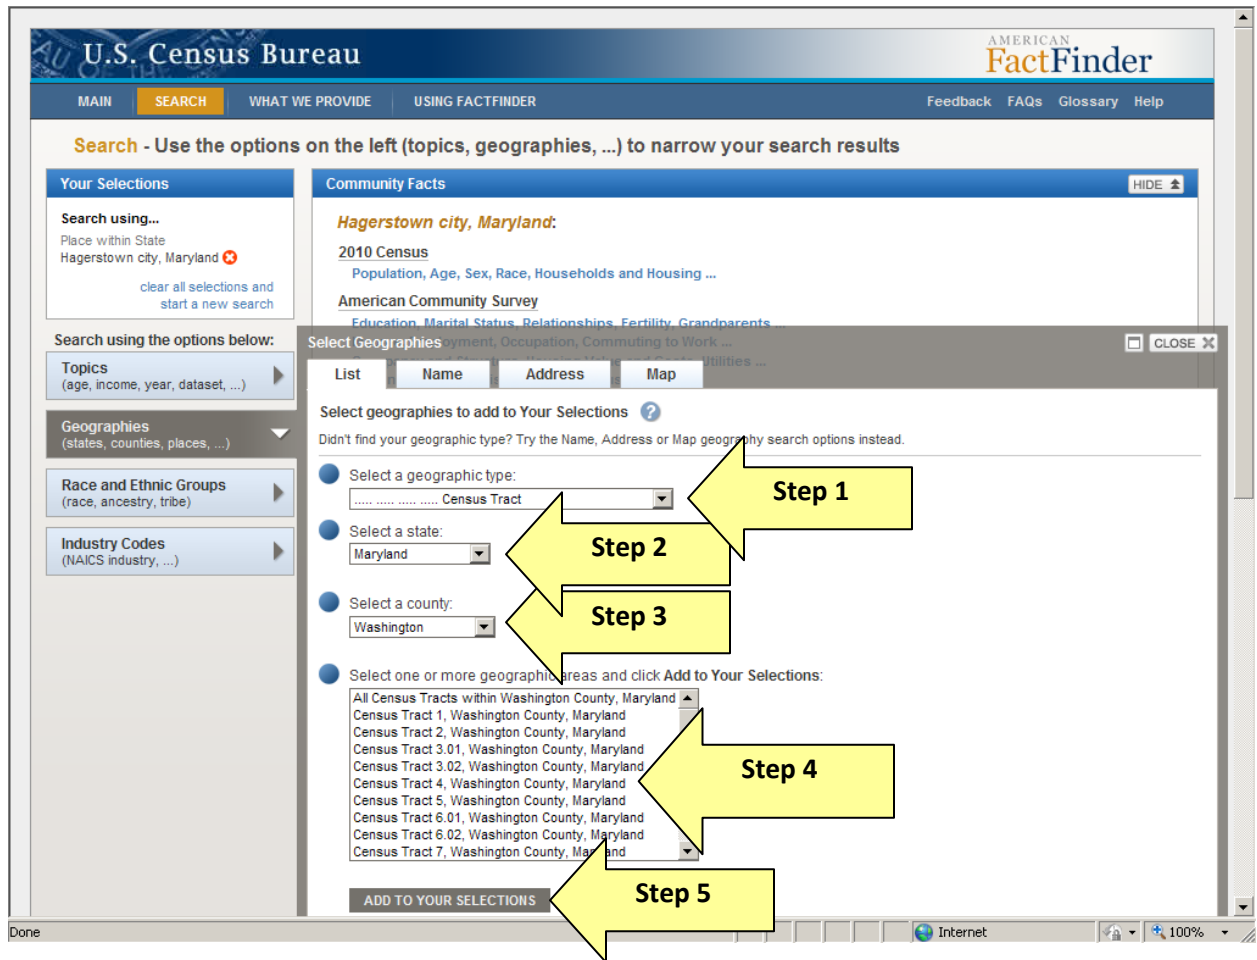 U.S. Census Bureau
AMERICAN
FactFinder
MAIN SEARCH WHAT WE PROVIDE USING FACTFINDER Feedback FAQs Glossary Help
Search - Use the options on the left (topics, geographies, ...) to narrow your search results
Your Selections
Search using...
Place within State
Hagerstown city, Maryland
clear all selections and
start a new search
Community Facts
HIDE
Hagerstown city, Maryland:
2010 Census
Population, Age, Sex, Race, Households and Housing ...
American Community Survey
Education, Marital Status, Relationships, Fertility, Grandparents ...
Occupation, Commuting to Work ...
Utilities ...
Search using the options below:
Topics
(age, income, year, dataset, ...)
Geographies
(states, counties, places, ...)
Race and Ethnic Groups
(race, ancestry, tribe)
Industry Codes
(NAICS industry, ...)
Select Geographies
CLOSE
List Name Address Map
Select geographies to add to Your Selections ?
Didn't find your geographic type? Try the Name, Address or Map geography search options instead.
Select a geographic type:
..... ..... ..... ..... Census Tract
Step 1
Select a state:
Maryland
Step 2
Select a county:
Washington
Step 3
Select one or more geographic areas and click Add to Your Selections:
All Census Tracts within Washington County, Maryland
Census Tract 1, Washington County, Maryland
Census Tract 2, Washington County, Maryland
Census Tract 3.01, Washington County, Maryland
Census Tract 3.02, Washington County, Maryland
Census Tract 4, Washington County, Maryland
Census Tract 5, Washington County, Maryland
Census Tract 6.01, Washington County, Maryland
Census Tract 6.02, Washington County, Maryland
Census Tract 7, Washington County, Maryland
Step 4
ADD TO YOUR SELECTIONS
Step 5
Done
Internet
100%